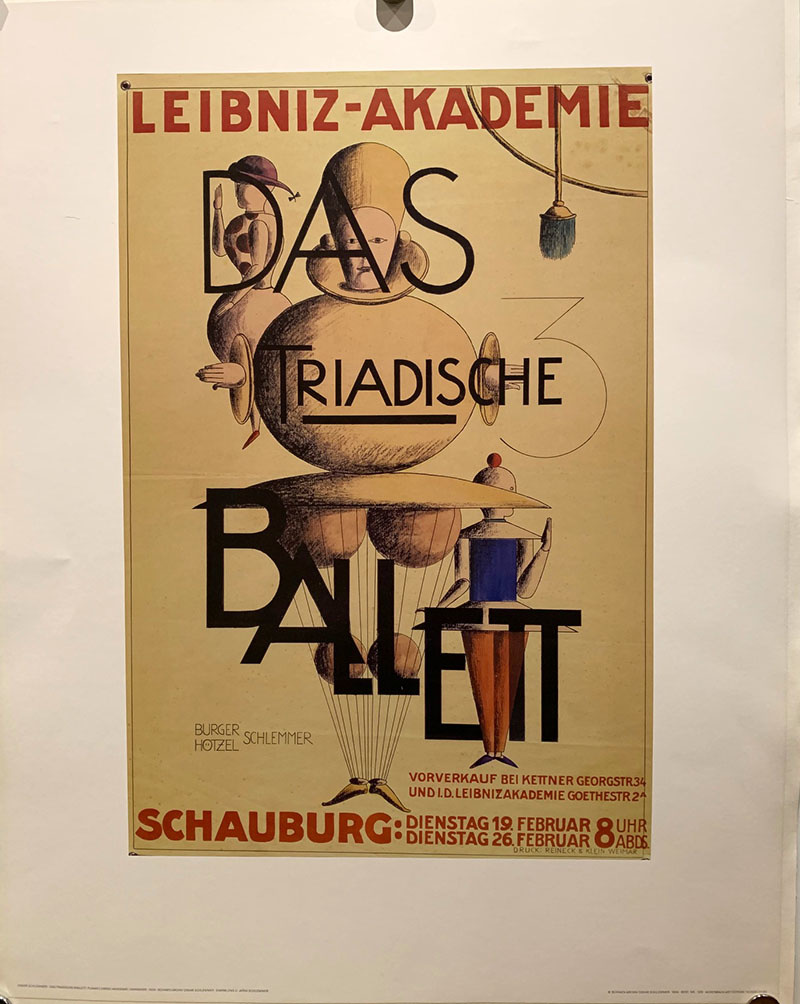 LEIBNIZ-AKADEMIE
DAS
TRIADISCHE
3
BALLETT
BURGER
HÖTZEL SCHLEMMER
VORVERKAUF BEI KETTNER GEORGSTR.34
UND I.D. LEIBNIZAKADEMIE GOETHESTR 2A
SCHAUBURG: DIENSTAG 19. FEBRUAR 8 UHR
DIENSTAG 26. FEBRUAR ABDS.
DRUCK: REINECK & KLEIN WEIMAR